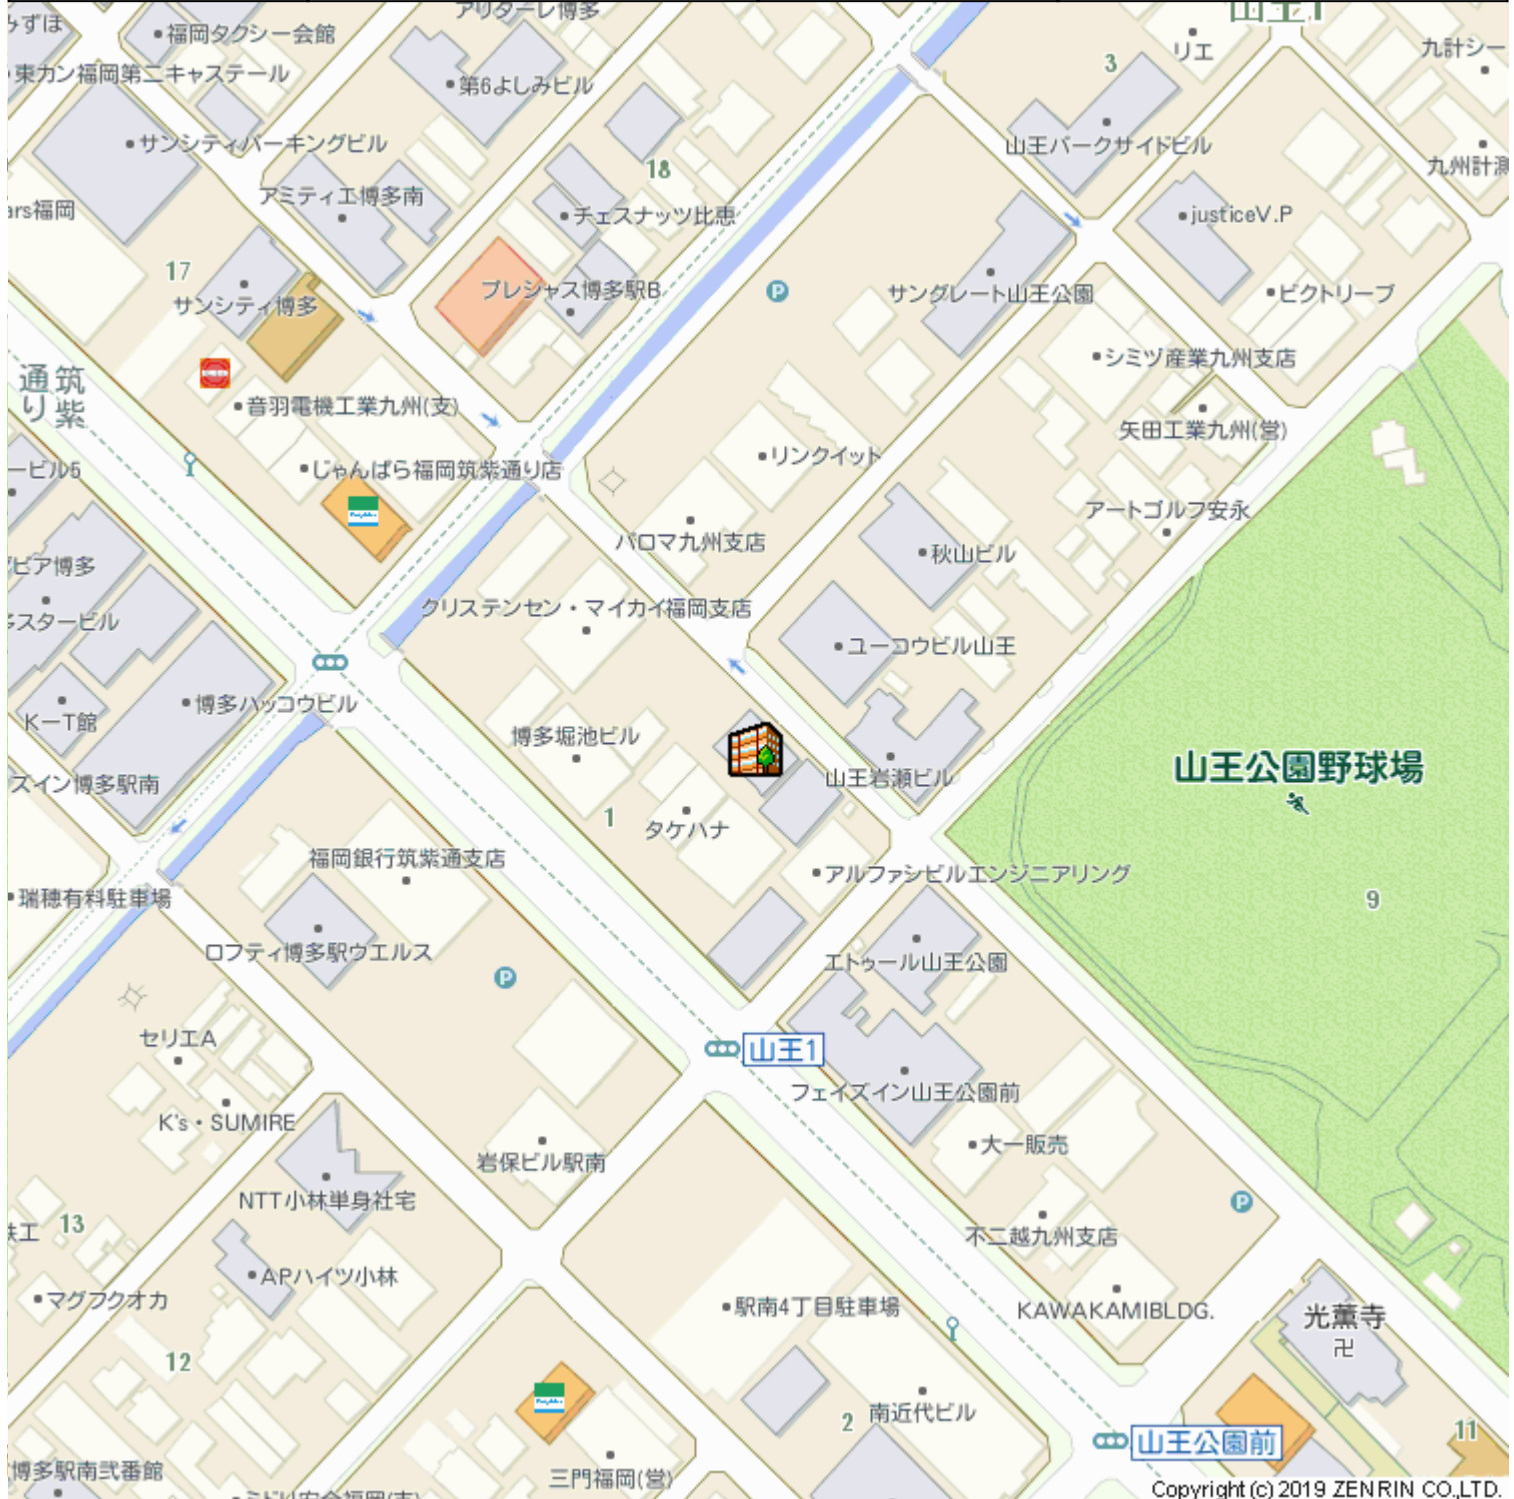 みずほ
福岡タクシー会館
アリターレ博多
山王1
リエ
九計シー
東カン福岡第二キャステール
第6よしみビル
3
サンシティパーキングビル
山王パークサイドビル
九州計測
18
アミティエ博多南
ars福岡
チェスナッツ比恵
justiceV.P
17
サンシティ博多
プレシャス博多駅B
P
サングレート山王公園
ビクトリーブ
シミヅ産業九州支店
筑紫
通り
音羽電機工業九州(支)
矢田工業九州(営)
ービル5
じゃんぱら福岡筑紫通り店
リンクイット
アートゴルフ安永
パロマ九州支店
秋山ビル
ピア博多
クリステンセン・マイカイ福岡支店
スタービル
ユーコウビル山王
博多ハッコウビル
K-T館
博多堀池ビル
山王公園野球場
ズイン博多駅南
山王岩瀬ビル
1
タケハナ
福岡銀行筑紫通支店
アルファシビルエンジニアリング
瑞穂有料駐車場
9
ロフティ博多駅ウエルス
エトゥール山王公園
P
セリエA
山王1
フェイズイン山王公園前
K's・SUMIRE
大一販売
岩保ビル駅南
NTT小林単身社宅
P
13
鉄工
不二越九州支店
APハイツ小林
マグフクオカ
駅南4丁目駐車場
KAWAKAMIBLDG.
光薫寺
卍
12
2
南近代ビル
11
山王公園前
博多駅南弐番館
三門福岡(営)
ミドリ安全福岡(支)
Copyright (c) 2019 ZENRIN CO.,LTD.